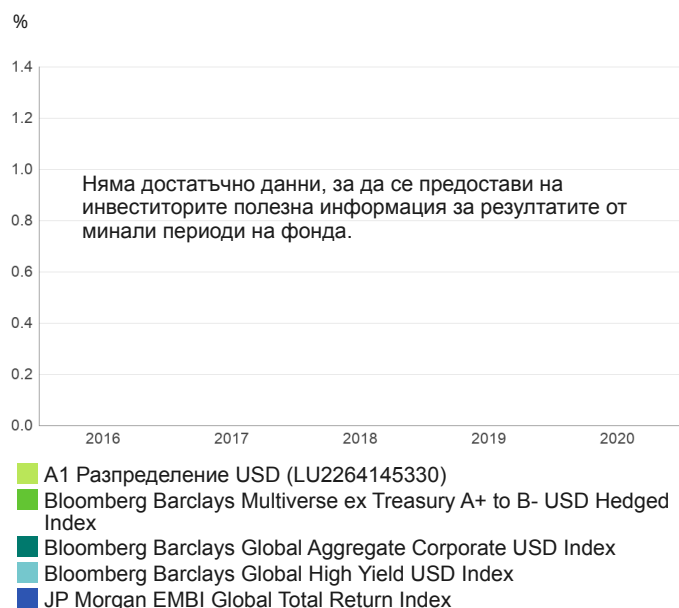 %
1.4
1.2
1.0
Няма достатъчно данни, за да се предостави на
инвеститорите полезна информация за резултатите от
0.8
минали периоди на фонда.
0.6
0.4
0.2
0.0
2016 2017 2018 2019 2020
A1 Разпределение USD (LU2264145330)
Bloomberg Barclays Multiverse ex Treasury A+ to B- USD Hedged
Index
Bloomberg Barclays Global Aggregate Corporate USD Index
Bloomberg Barclays Global High Yield USD Index
JP Morgan EMBI Global Total Return Index